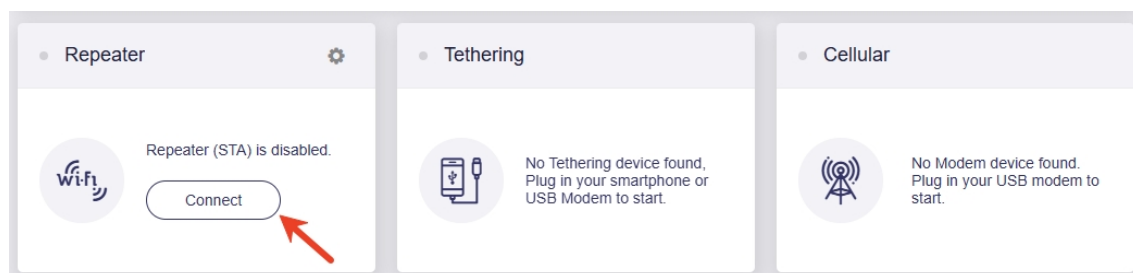 Repeater
Tethering
Cellular
Wi-Fi
Repeater (STA) is disabled.
Connect
No Tethering device found,
Plug in your smartphone or
USB Modem to start.
No Modem device found.
Plug in your USB modem to
start.